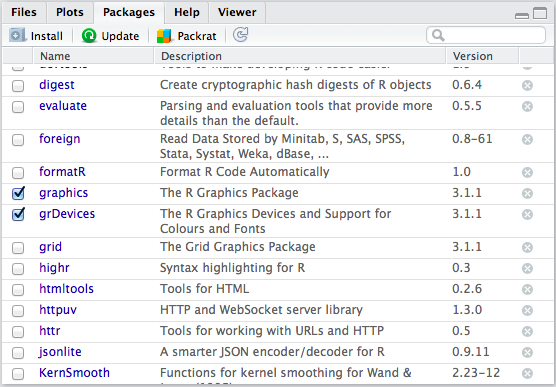 Files Plots Packages Help Viewer
Install Update Packrat
Name Description Version
digest Create cryptographic hash digests of R objects 0.6.4
evaluate Parsing and evaluation tools that provide more 0.5.5
details than the default.
foreign Read Data Stored by Minitab, S, SAS, SPSS, 0.8-61
Stata, Systat, Weka, dBase, ...
formatR Format R Code Automatically 1.0
graphics The R Graphics Package 3.1.1
grDevices The R Graphics Devices and Support for 3.1.1
Colours and Fonts
grid The Grid Graphics Package 3.1.1
highr Syntax highlighting for R 0.3
htmltools Tools for HTML 0.2.6
httpuv HTTP and WebSocket server library 1.3.0
httr Tools for working with URLs and HTTP 0.5
jsonlite A smarter JSON encoder/decoder for R 0.9.11
KernSmooth Functions for kernel smoothing for Wand & 2.23-12